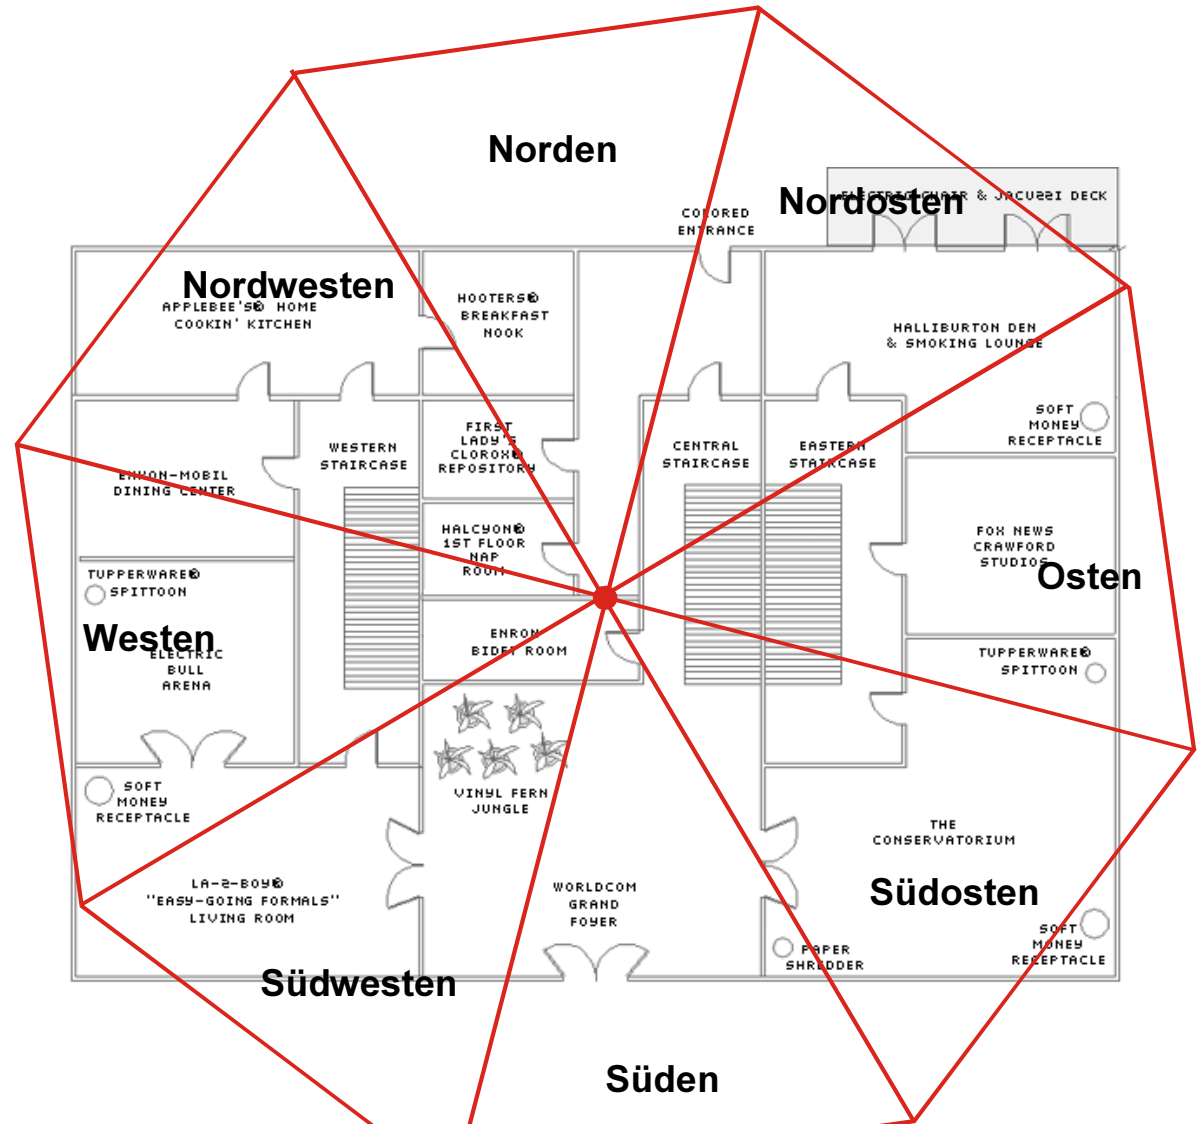 Norden
ELECTRIC CHAIR & JACUZZI DECK
Nordosten
COLORED
ENTRANCE
Nordwesten
APPLEBEE'S® HOME
COOKIN' KITCHEN
HOOTERS®
BREAKFAST
NOOK
HALLIBURTON DEN
& SMOKING LOUNGE
SOFT
MONEY
RECEPTACLE
FIRST
LADY'S
CLOROX®
REPOSITORY
WESTERN
STAIRCASE
CENTRAL
STAIRCASE
EASTERN
STAIRCASE
EXXON-MOBIL
DINING CENTER
HALCYON®
1ST FLOOR
NAP
ROOM
FOX NEWS
CRAWFORD
STUDIOS
Osten
TUPPERWARE®
SPITTOON
Westen
ELECTRIC
BULL
ARENA
ENRON
BIDET ROOM
TUPPERWARE®
SPITTOON
SOFT
MONEY
RECEPTACLE
VINYL FERN
JUNGLE
THE
CONSERVATORIUM
LA-Z-BOY®
"EASY-GOING FORMALS"
LIVING ROOM
WORLDCOM
GRAND
FOYER
Südosten
SOFT
MONEY
RECEPTACLE
PAPER
SHREDDER
Südwesten
Süden